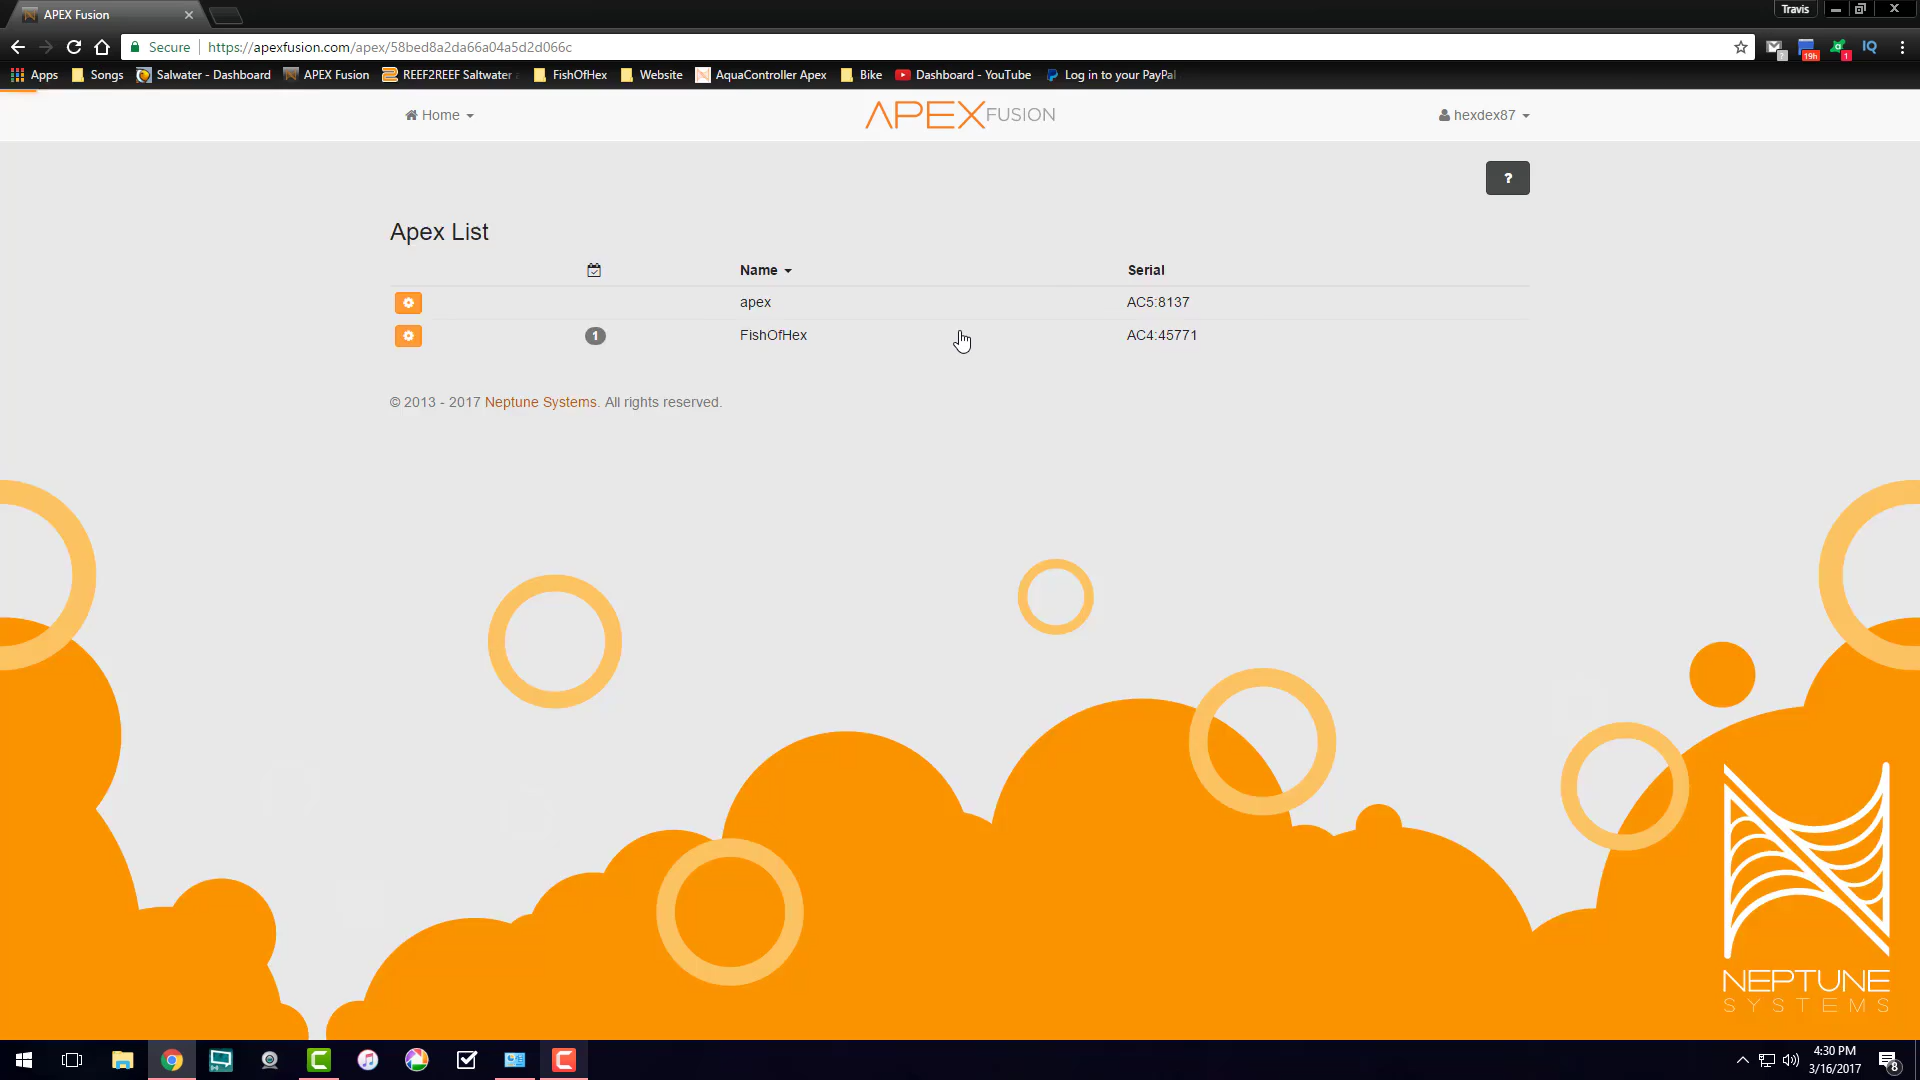 APEX Fusion
Travis
Secure https://apexfusion.com/apex/58bed8a2da66a04a5d2d066c
19h
1
Apps Songs Salwater - Dashboard APEX Fusion REEF2REEF Saltwater FishOfHex Website AquaController Apex Bike Dashboard - YouTube Log in to your PayPal
Home APEX FUSION hexdex87
?
Apex List
Name Serial
apex AC5:8137
1 FishOfHex AC4:45771
© 2013 - 2017 Neptune Systems. All rights reserved.
NEPTUNE
SYSTEMS
4:30 PM
3/16/2017
8